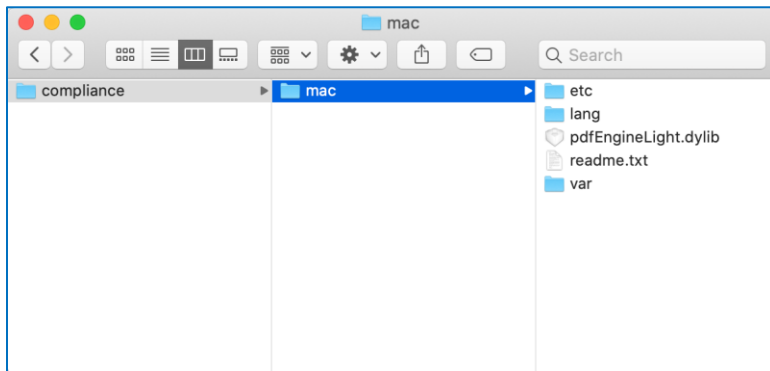 mac
Search
compliance
mac
etc
lang
pdfEngineLight.dylib
readme.txt
var